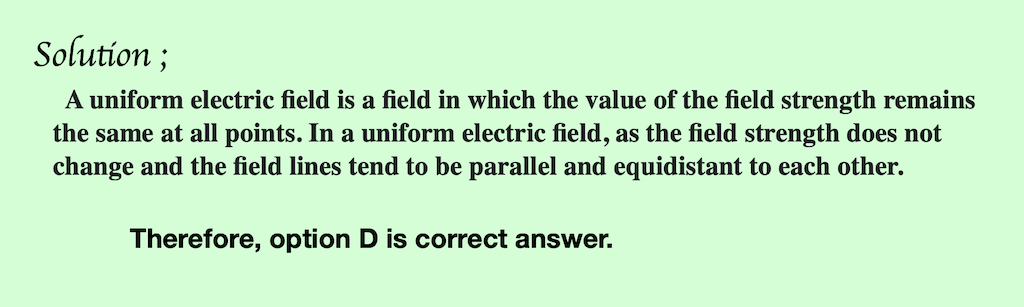 Solution ;
A uniform electric field is a field in which the value of the field strength remains
the same at all points. In a uniform electric field, as the field strength does not
change and the field lines tend to be parallel and equidistant to each other.
Therefore, option D is correct answer.